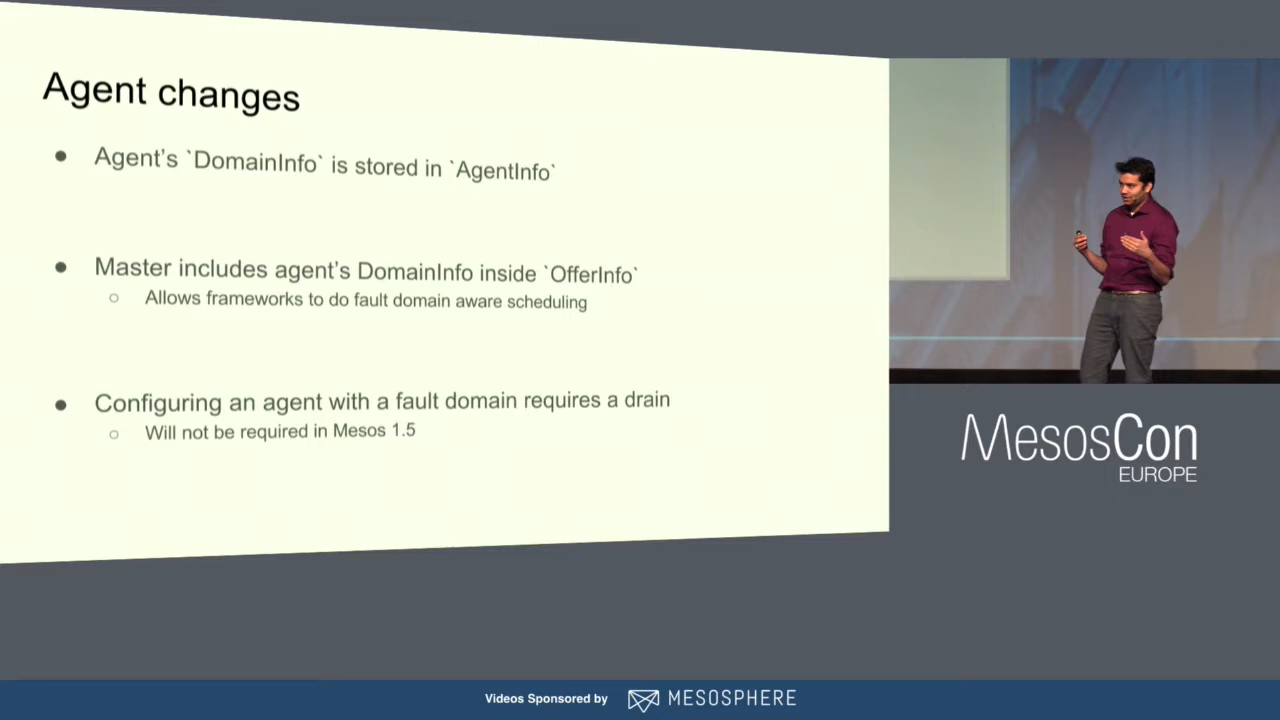 Agent changes
● Agent's `DomainInfo` is stored in `AgentInfo`
● Master includes agent's DomainInfo inside `OfferInfo`
○ Allows frameworks to do fault domain aware scheduling
● Configuring an agent with a fault domain requires a drain
○ Will not be required in Mesos 1.5
MesosCon
EUROPE
Videos Sponsored by MESOSPHERE